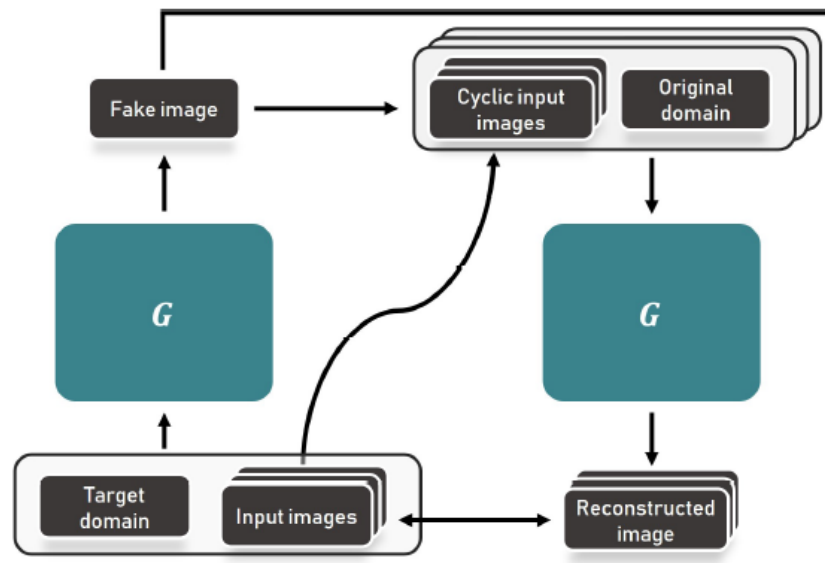 Fake image
Cyclic input
images
Original
domain
G
G
Target
domain
Input images
Reconstructed
image